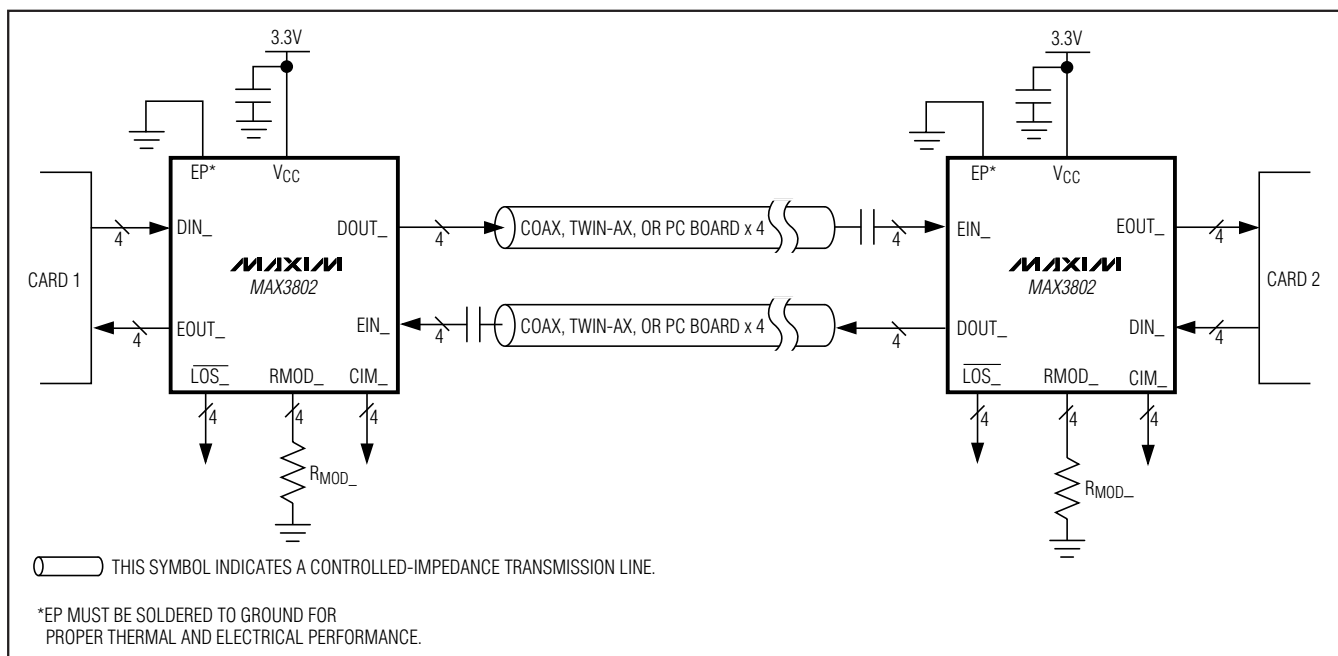 3.3V
3.3V
EP*
VCC
EP*
VCC
DIN_
4
DOUT_
4
COAX, TWIN-AX, OR PC BOARD x 4
4
EIN_
EOUT_
4
CARD 1
MAXIM
MAX3802
MAXIM
MAX3802
CARD 2
EOUT_
4
EIN_
4
COAX, TWIN-AX, OR PC BOARD x 4
4
DOUT_
DIN_
4
LOS_
RMOD_
CIM_
LOS_
RMOD_
CIM_
4
4
4
4
4
4
RMOD_
RMOD_
THIS SYMBOL INDICATES A CONTROLLED-IMPEDANCE TRANSMISSION LINE.
*EP MUST BE SOLDERED TO GROUND FOR
PROPER THERMAL AND ELECTRICAL PERFORMANCE.